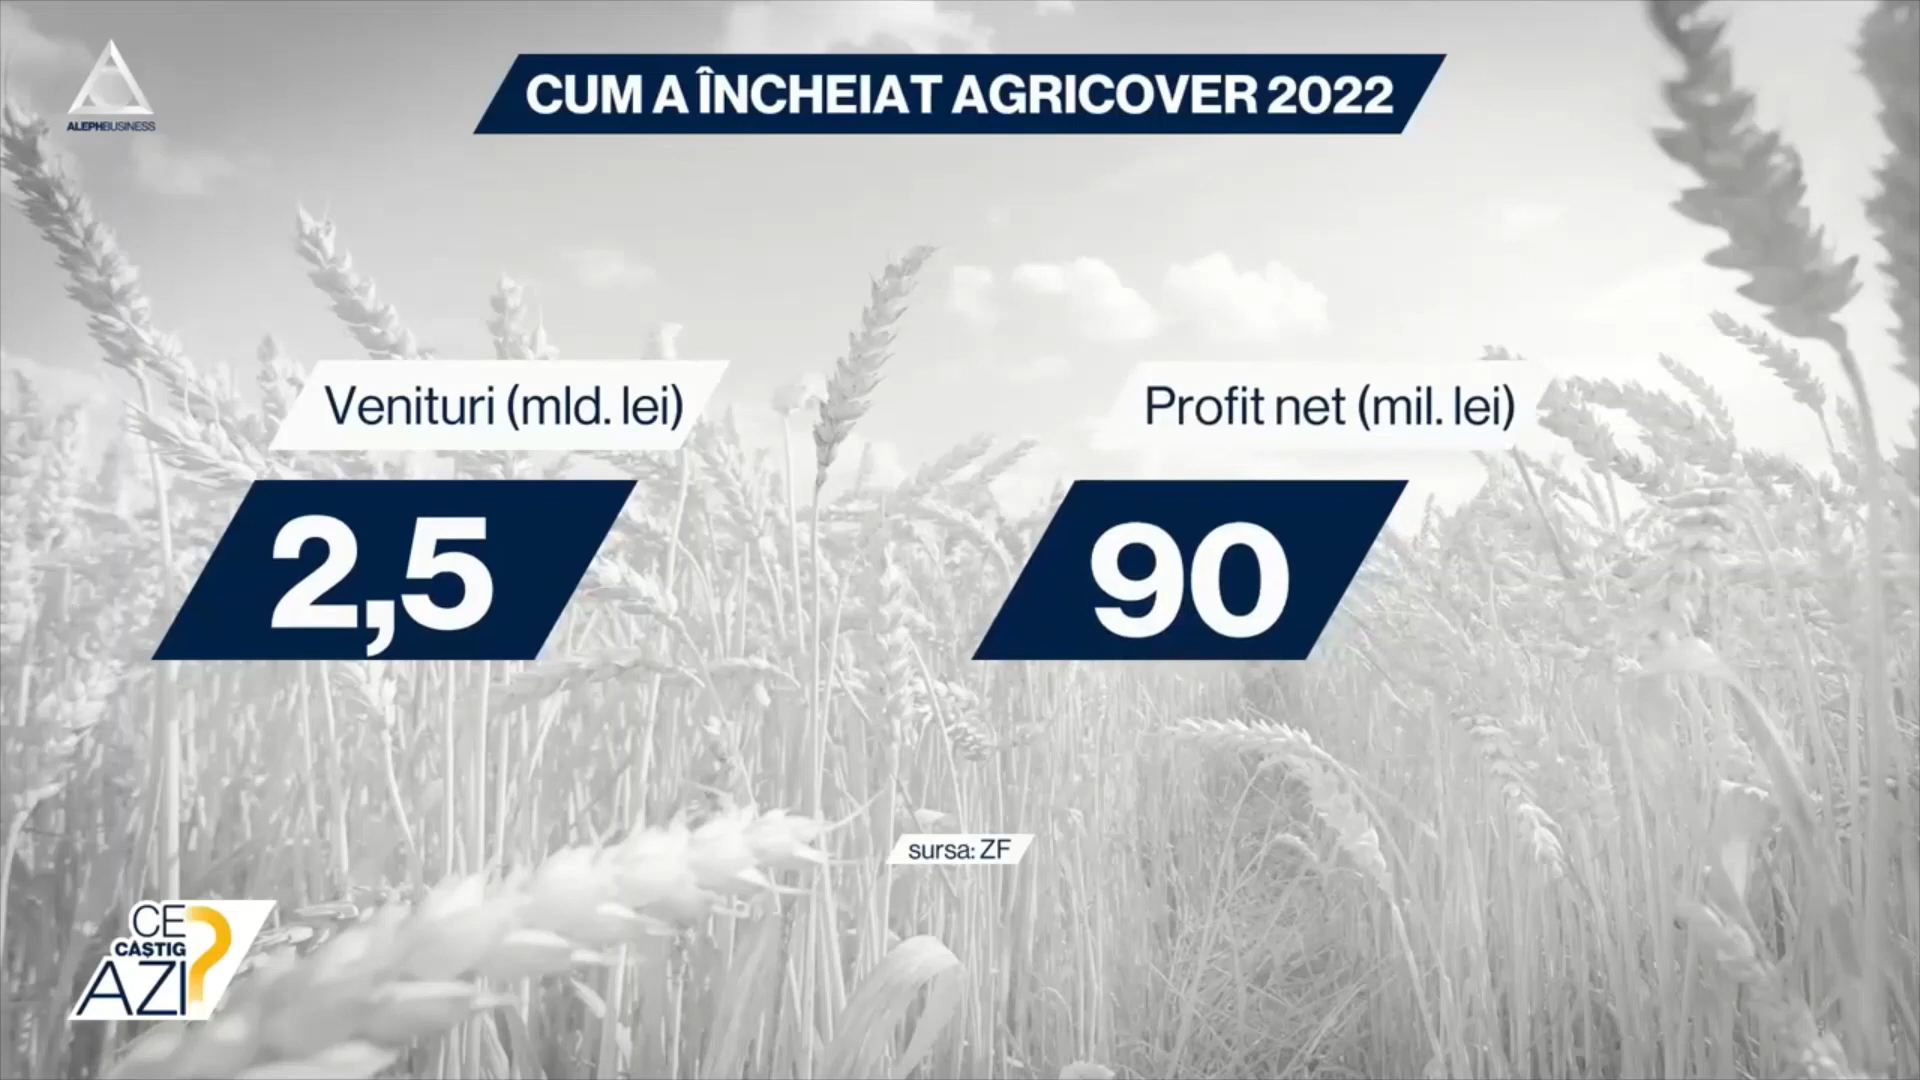 ALEPHBUSINESS
CUM A ÎNCHEIAT AGRICOVER 2022
Venituri (mld. lei)
2,5
Profit net (mil. lei)
90
sursa: ZF
CE
CÂȘTIG
AZI?